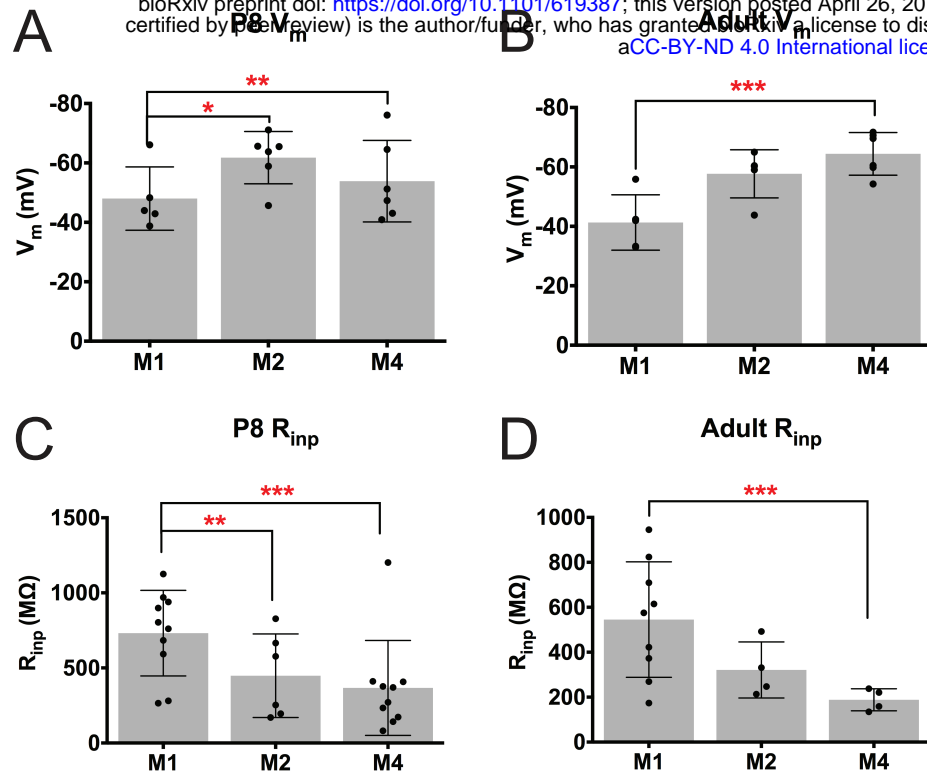 bioRxiv preprint doi: https://doi.org/10.1101/619387; this version posted April 26, 20
certified by peer review) is the author/funder, who has granted bioRxiv a license to dis
aCC-BY-ND 4.0 International lice
A
P8 Vm
B
Adult Vm
**
*
-80
-60
-40
-20
0
Vm (mV)
M1 M2 M4
***
-80
-60
-40
-20
0
Vm (mV)
M1 M2 M4
C
P8 Rinp
D
Adult Rinp
***
**
1500
1000
500
0
Rinp (MΩ)
M1 M2 M4
***
1000
800
600
400
200
0
Rinp (MΩ)
M1 M2 M4